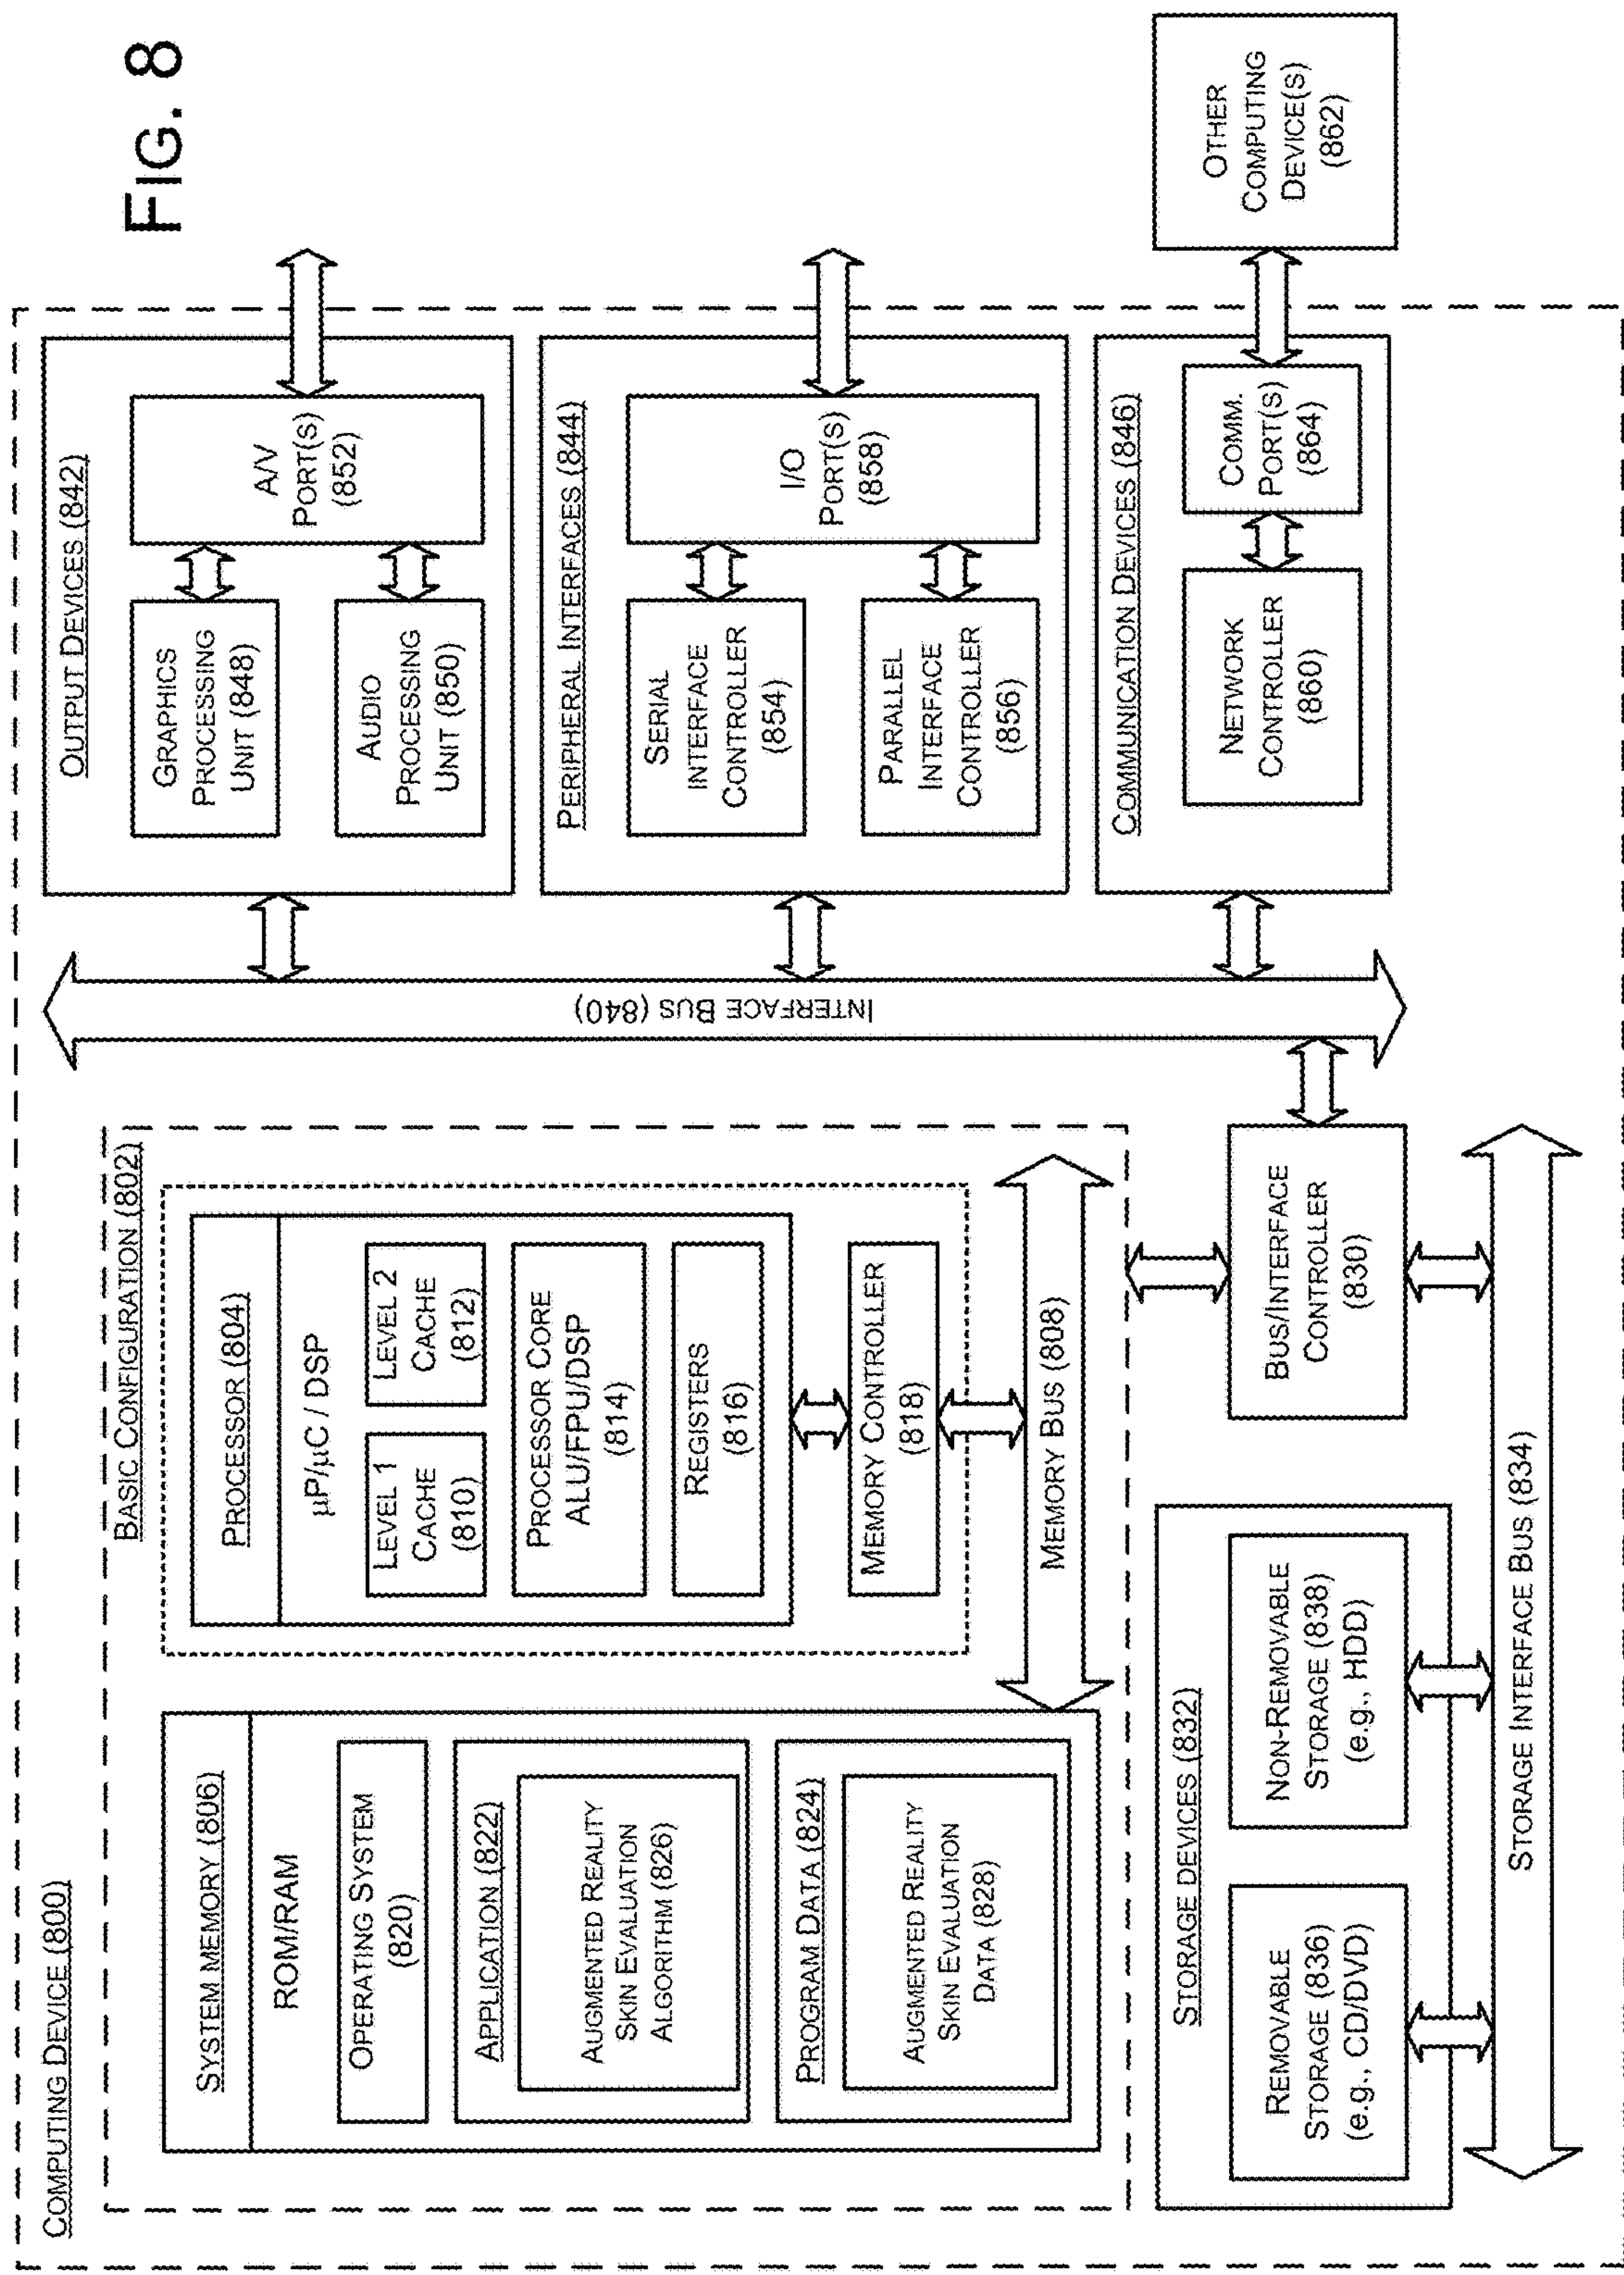 FIG. 8
COMPUTING DEVICE (800)
BASIC CONFIGURATION (802)
SYSTEM MEMORY (806)
ROM/RAM
OPERATING SYSTEM
(820)
APPLICATION (822)
AUGMENTED REALITY
SKIN EVALUATION
ALGORITHM (826)
PROGRAM DATA (824)
AUGMENTED REALITY
SKIN EVALUATION
DATA (828)
PROCESSOR (804)
µP/µC / DSP
LEVEL 1
CACHE
(810)
LEVEL 2
CACHE
(812)
PROCESSOR CORE
ALU/FPU/DSP
(814)
REGISTERS
(816)
MEMORY CONTROLLER
(818)
MEMORY BUS (808)
BUS/INTERFACE
CONTROLLER
(830)
STORAGE DEVICES (832)
REMOVABLE
STORAGE (836)
(e.g., CD/DVD)
NON-REMOVABLE
STORAGE (838)
(e.g., HDD)
STORAGE INTERFACE BUS (834)
INTERFACE BUS (840)
OUTPUT DEVICES (842)
GRAPHICS
PROCESSING
UNIT (848)
AUDIO
PROCESSING
UNIT (850)
A/V
PORT(S)
(852)
PERIPHERAL INTERFACES (844)
SERIAL
INTERFACE
CONTROLLER
(854)
PARALLEL
INTERFACE
CONTROLLER
(856)
I/O
PORT(S)
(858)
COMMUNICATION DEVICES (846)
NETWORK
CONTROLLER
(860)
COMM.
PORT(S)
(864)
OTHER
COMPUTING
DEVICE(S)
(862)